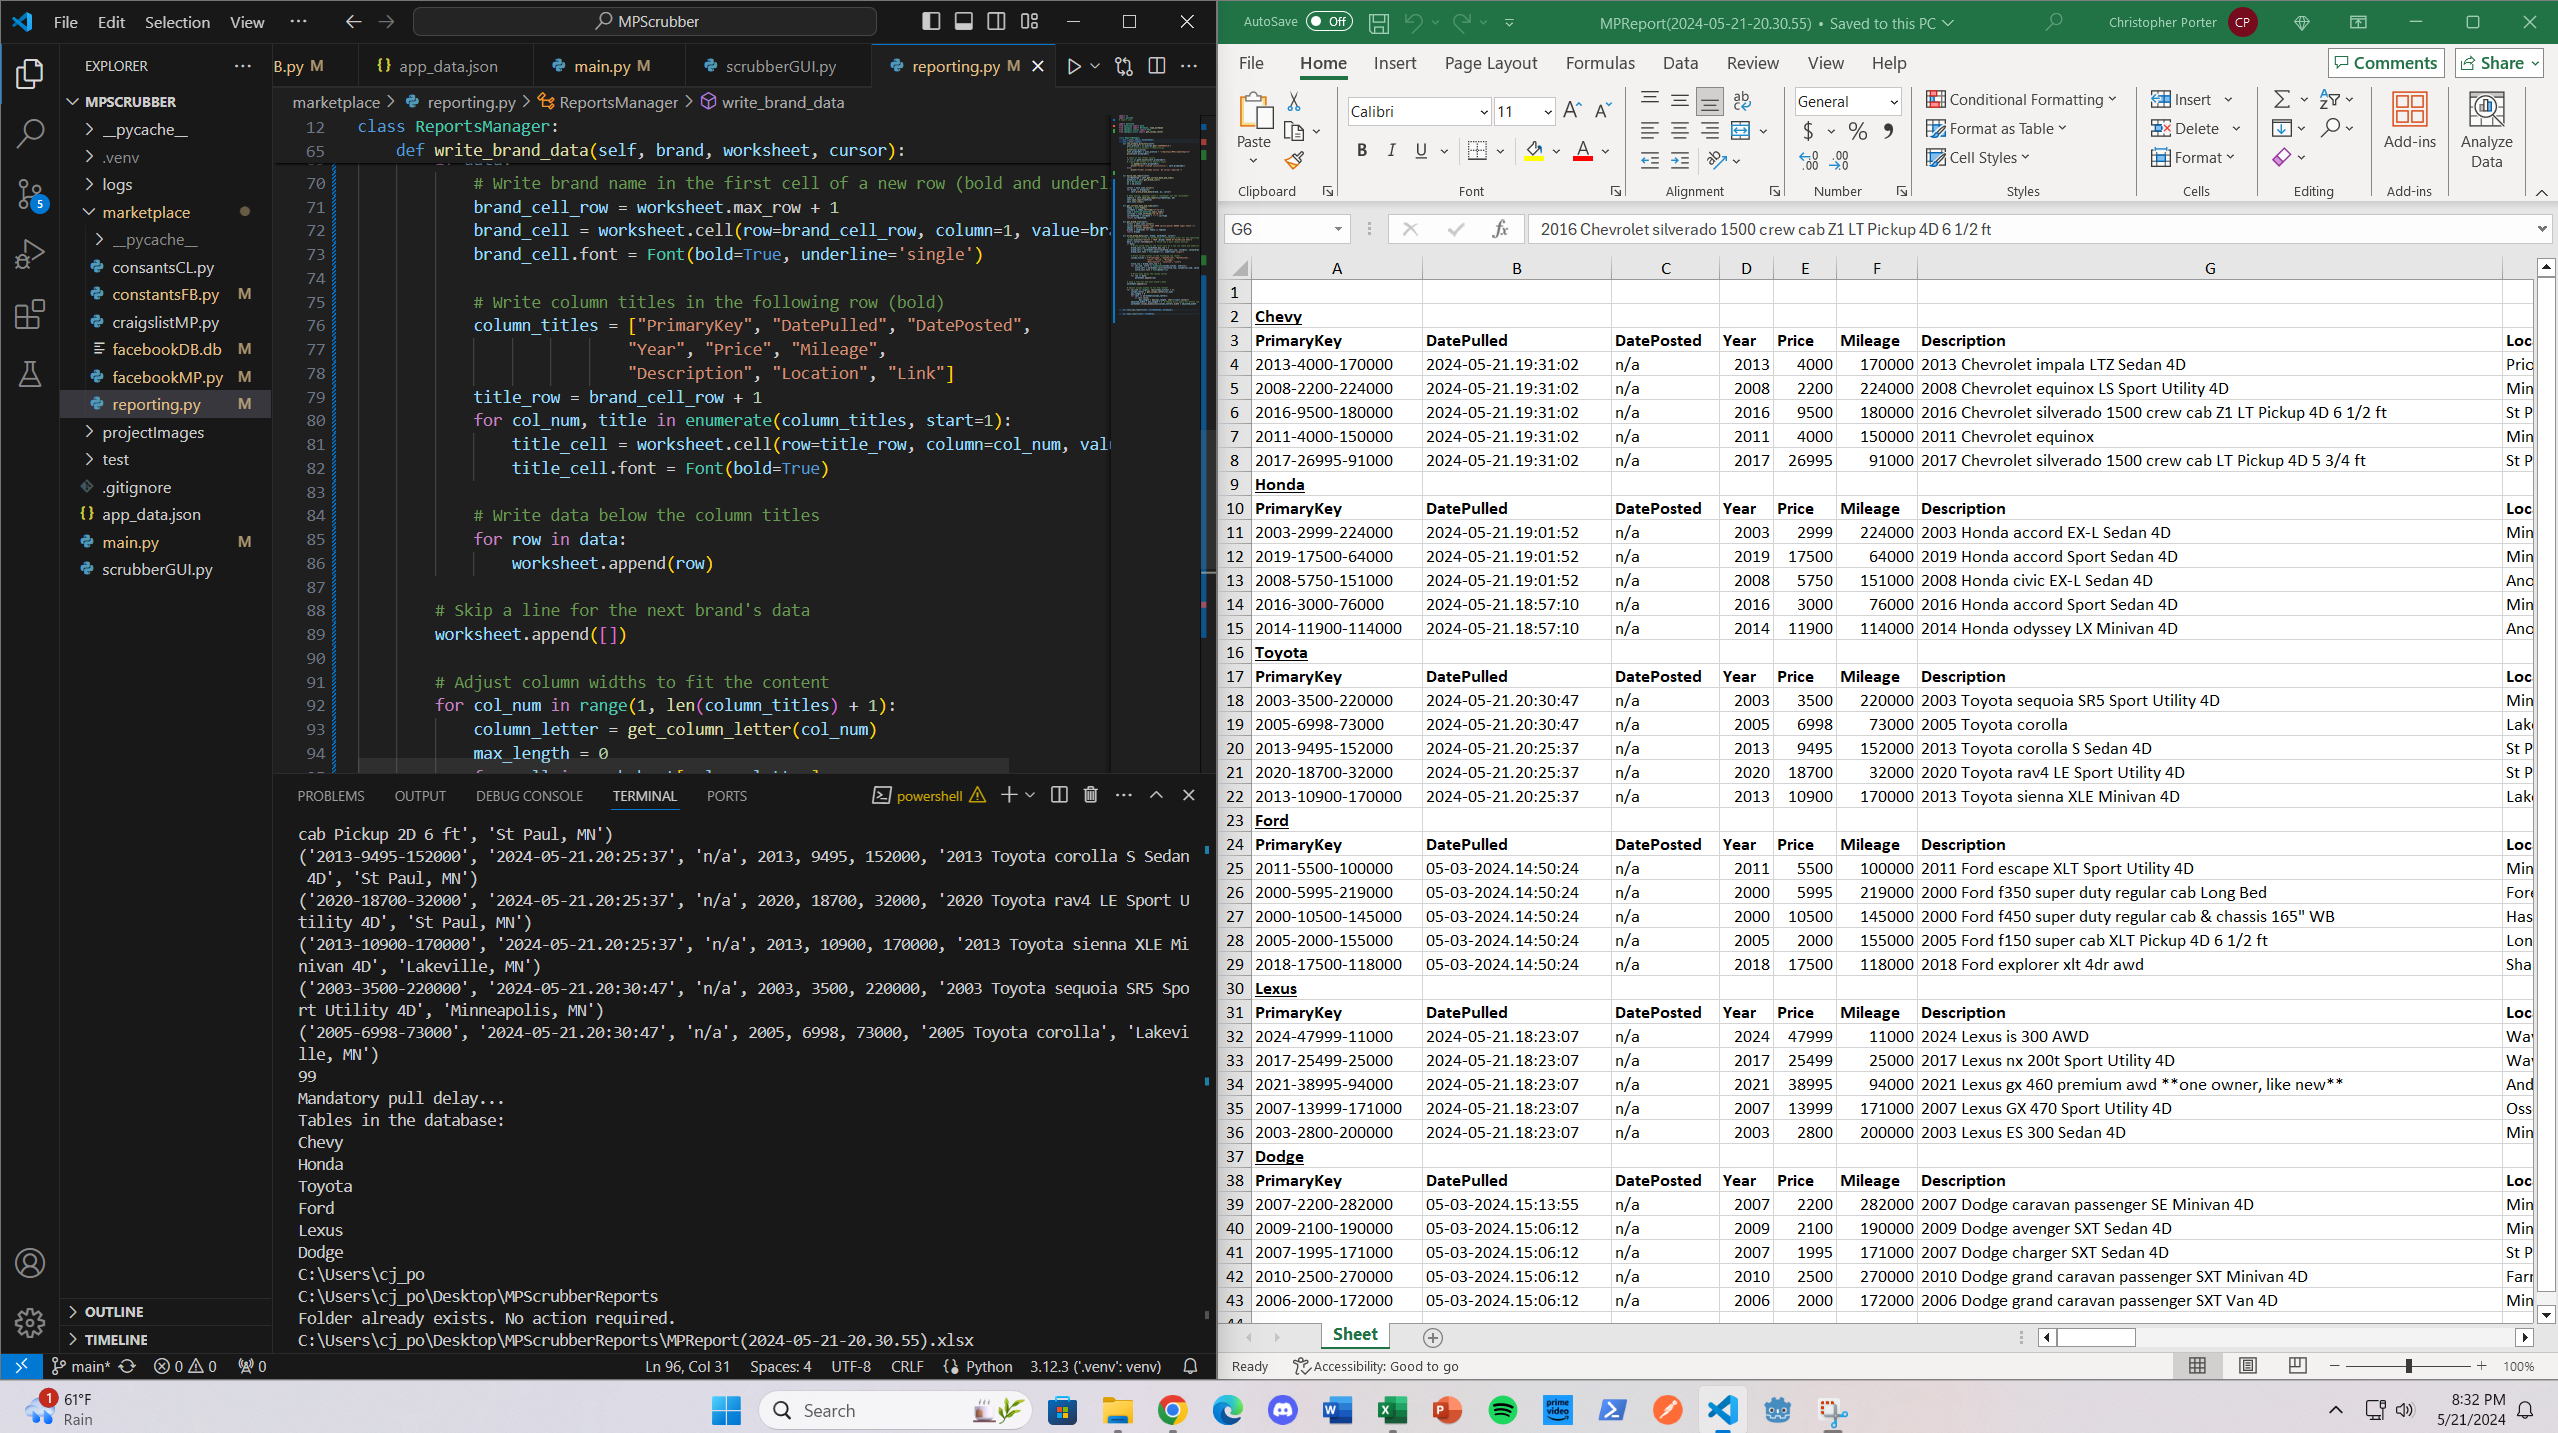 File Edit Selection View ··· MPScrubber
EXPLORER ···
MPSCRUBBER
__pycache__
.venv
logs
marketplace
__pycache__
consantsCL.py
constantsFB.py M
craigslistMP.py
facebookDB.db M
facebookMP.py M
reporting.py M
projectImages
test
.gitignore
app_data.json
main.py M
scrubberGUI.py
OUTLINE
TIMELINE
5
B.py M app_data.json main.py M scrubberGUI.py reporting.py M
marketplace > reporting.py > ReportsManager > write_brand_data
12 class ReportsManager:
65 def write_brand_data(self, brand, worksheet, cursor):
70 # Write brand name in the first cell of a new row (bold and underli
71 brand_cell_row = worksheet.max_row + 1
72 brand_cell = worksheet.cell(row=brand_cell_row, column=1, value=bra
73 brand_cell.font = Font(bold=True, underline='single')
74
75 # Write column titles in the following row (bold)
76 column_titles = ["PrimaryKey", "DatePulled", "DatePosted",
77 "Year", "Price", "Mileage",
78 "Description", "Location", "Link"]
79 title_row = brand_cell_row + 1
80 for col_num, title in enumerate(column_titles, start=1):
81 title_cell = worksheet.cell(row=title_row, column=col_num, valu
82 title_cell.font = Font(bold=True)
83
84 # Write data below the column titles
85 for row in data:
86 worksheet.append(row)
87
88 # Skip a line for the next brand's data
89 worksheet.append([])
90
91 # Adjust column widths to fit the content
92 for col_num in range(1, len(column_titles) + 1):
93 column_letter = get_column_letter(col_num)
94 max_length = 0
PROBLEMS OUTPUT DEBUG CONSOLE TERMINAL PORTS powershell ···
cab Pickup 2D 6 ft', 'St Paul, MN')
('2013-9495-152000', '2024-05-21.20:25:37', 'n/a', 2013, 9495, 152000, '2013 Toyota corolla S Sedan
4D', 'St Paul, MN')
('2020-18700-32000', '2024-05-21.20:25:37', 'n/a', 2020, 18700, 32000, '2020 Toyota rav4 LE Sport U
tility 4D', 'St Paul, MN')
('2013-10900-170000', '2024-05-21.20:25:37', 'n/a', 2013, 10900, 170000, '2013 Toyota sienna XLE Mi
nivan 4D', 'Lakeville, MN')
('2003-3500-220000', '2024-05-21.20:30:47', 'n/a', 2003, 3500, 220000, '2003 Toyota sequoia SR5 Spo
rt Utility 4D', 'Minneapolis, MN')
('2005-6998-73000', '2024-05-21.20:30:47', 'n/a', 2005, 6998, 73000, '2005 Toyota corolla', 'Lakevi
lle, MN')
99
Mandatory pull delay...
Tables in the database:
Chevy
Honda
Toyota
Ford
Lexus
Dodge
C:\Users\cj_po
C:\Users\cj_po\Desktop\MPScrubberReports
Folder already exists. No action required.
C:\Users\cj_po\Desktop\MPScrubberReports\MPReport(2024-05-21-20.30.55).xlsx
main* 0 0 0 Ln 96, Col 31 Spaces: 4 UTF-8 CRLF Python 3.12.3 ('.venv': venv)
AutoSave Off MPReport(2024-05-21-20.30.55) • Saved to this PC Christopher Porter CP
File Home Insert Page Layout Formulas Data Review View Help Comments Share
Paste Calibri 11 General Conditional Formatting Insert
B I U Format as Table Delete
Cell Styles Format
Add-ins Analyze Data
Clipboard Font Alignment Number Styles Cells Editing Add-ins
G6 fx 2016 Chevrolet silverado 1500 crew cab Z1 LT Pickup 4D 6 1/2 ft
A B C D E F G
1
2 Chevy
3 PrimaryKey DatePulled DatePosted Year Price Mileage Description Loc
4 2013-4000-170000 2024-05-21.19:31:02 n/a 2013 4000 170000 2013 Chevrolet impala LTZ Sedan 4D Prio
5 2008-2200-224000 2024-05-21.19:31:02 n/a 2008 2200 224000 2008 Chevrolet equinox LS Sport Utility 4D Min
6 2016-9500-180000 2024-05-21.19:31:02 n/a 2016 9500 180000 2016 Chevrolet silverado 1500 crew cab Z1 LT Pickup 4D 6 1/2 ft St P
7 2011-4000-150000 2024-05-21.19:31:02 n/a 2011 4000 150000 2011 Chevrolet equinox Min
8 2017-26995-91000 2024-05-21.19:31:02 n/a 2017 26995 91000 2017 Chevrolet silverado 1500 crew cab LT Pickup 4D 5 3/4 ft St P
9 Honda
10 PrimaryKey DatePulled DatePosted Year Price Mileage Description Loc
11 2003-2999-224000 2024-05-21.19:01:52 n/a 2003 2999 224000 2003 Honda accord EX-L Sedan 4D Min
12 2019-17500-64000 2024-05-21.19:01:52 n/a 2019 17500 64000 2019 Honda accord Sport Sedan 4D Min
13 2008-5750-151000 2024-05-21.19:01:52 n/a 2008 5750 151000 2008 Honda civic EX-L Sedan 4D Ano
14 2016-3000-76000 2024-05-21.18:57:10 n/a 2016 3000 76000 2016 Honda accord Sport Sedan 4D Min
15 2014-11900-114000 2024-05-21.18:57:10 n/a 2014 11900 114000 2014 Honda odyssey LX Minivan 4D Ano
16 Toyota
17 PrimaryKey DatePulled DatePosted Year Price Mileage Description Loc
18 2003-3500-220000 2024-05-21.20:30:47 n/a 2003 3500 220000 2003 Toyota sequoia SR5 Sport Utility 4D Min
19 2005-6998-73000 2024-05-21.20:30:47 n/a 2005 6998 73000 2005 Toyota corolla Lak
20 2013-9495-152000 2024-05-21.20:25:37 n/a 2013 9495 152000 2013 Toyota corolla S Sedan 4D St P
21 2020-18700-32000 2024-05-21.20:25:37 n/a 2020 18700 32000 2020 Toyota rav4 LE Sport Utility 4D St P
22 2013-10900-170000 2024-05-21.20:25:37 n/a 2013 10900 170000 2013 Toyota sienna XLE Minivan 4D Lak
23 Ford
24 PrimaryKey DatePulled DatePosted Year Price Mileage Description Loc
25 2011-5500-100000 05-03-2024.14:50:24 n/a 2011 5500 100000 2011 Ford escape XLT Sport Utility 4D Min
26 2000-5995-219000 05-03-2024.14:50:24 n/a 2000 5995 219000 2000 Ford f350 super duty regular cab Long Bed For
27 2000-10500-145000 05-03-2024.14:50:24 n/a 2000 10500 145000 2000 Ford f450 super duty regular cab & chassis 165" WB Has
28 2005-2000-155000 05-03-2024.14:50:24 n/a 2005 2000 155000 2005 Ford f150 super cab XLT Pickup 4D 6 1/2 ft Lon
29 2018-17500-118000 05-03-2024.14:50:24 n/a 2018 17500 118000 2018 Ford explorer xlt 4dr awd Sha
30 Lexus
31 PrimaryKey DatePulled DatePosted Year Price Mileage Description Loc
32 2024-47999-11000 2024-05-21.18:23:07 n/a 2024 47999 11000 2024 Lexus is 300 AWD Wa
33 2017-25499-25000 2024-05-21.18:23:07 n/a 2017 25499 25000 2017 Lexus nx 200t Sport Utility 4D Wa
34 2021-38995-94000 2024-05-21.18:23:07 n/a 2021 38995 94000 2021 Lexus gx 460 premium awd **one owner, like new** And
35 2007-13999-171000 2024-05-21.18:23:07 n/a 2007 13999 171000 2007 Lexus GX 470 Sport Utility 4D Oss
36 2003-2800-200000 2024-05-21.18:23:07 n/a 2003 2800 200000 2003 Lexus ES 300 Sedan 4D Min
37 Dodge
38 PrimaryKey DatePulled DatePosted Year Price Mileage Description Loc
39 2007-2200-282000 05-03-2024.15:13:55 n/a 2007 2200 282000 2007 Dodge caravan passenger SE Minivan 4D Min
40 2009-2100-190000 05-03-2024.15:06:12 n/a 2009 2100 190000 2009 Dodge avenger SXT Sedan 4D Min
41 2007-1995-171000 05-03-2024.15:06:12 n/a 2007 1995 171000 2007 Dodge charger SXT Sedan 4D St P
42 2010-2500-270000 05-03-2024.15:06:12 n/a 2010 2500 270000 2010 Dodge grand caravan passenger SXT Minivan 4D Farr
43 2006-2000-172000 05-03-2024.15:06:12 n/a 2006 2000 172000 2006 Dodge grand caravan passenger SXT Van 4D Min
Sheet
Ready Accessibility: Good to go 100%
1 61°F
Rain
Search
prime video
8:32 PM
5/21/2024